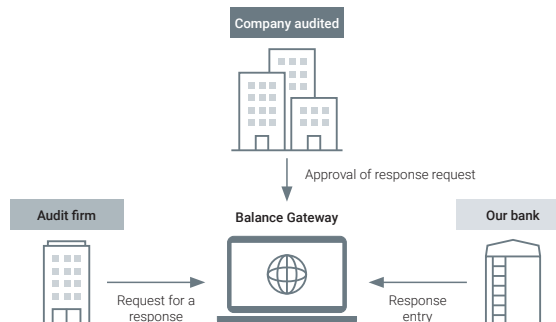 Company audited
Approval of response request
Audit firm
Balance Gateway
Our bank
Request for a
response
Response
entry